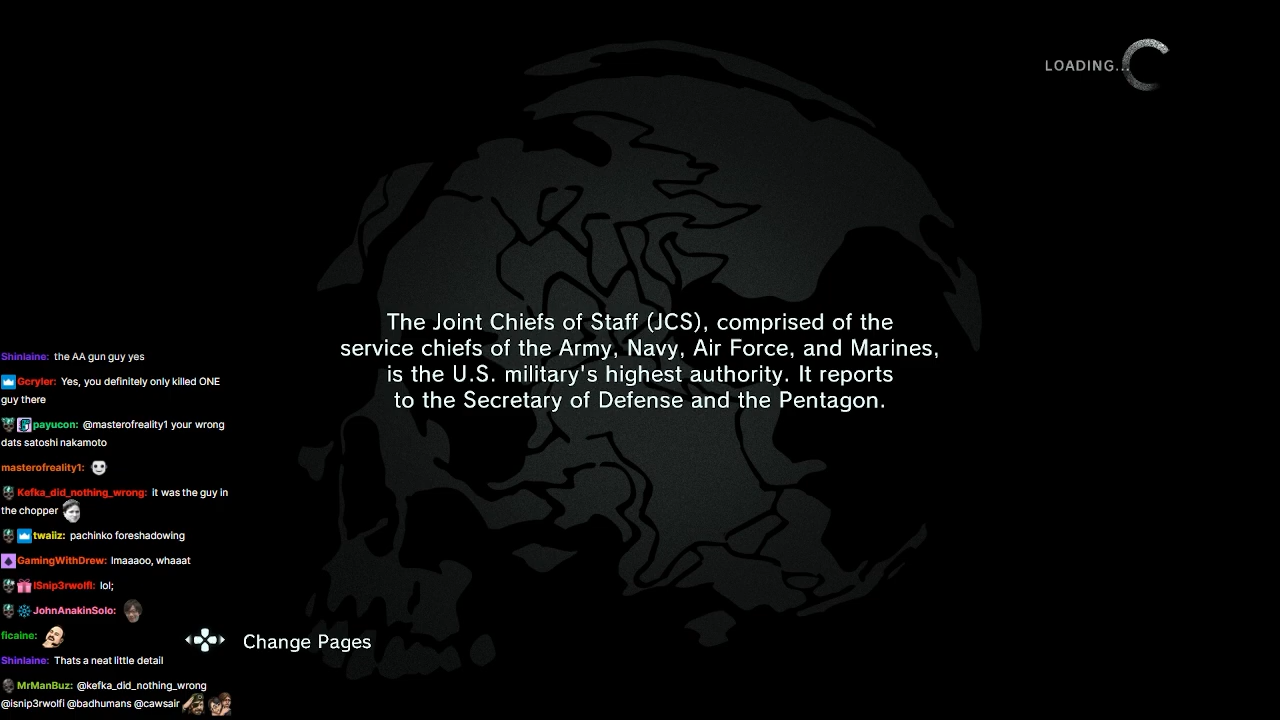 LOADING...
The Joint Chiefs of Staff (JCS), comprised of the
service chiefs of the Army, Navy, Air Force, and Marines,
is the U.S. military's highest authority. It reports
to the Secretary of Defense and the Pentagon.
Shinlaine: the AA gun guy yes
Gcryler: Yes, you definitely only killed ONE
guy there
payucon: @masterofreality1 your wrong
dats satoshi nakamoto
masterofreality1:
Kefka_did_nothing_wrong: it was the guy in
the chopper
twaiiz: pachinko foreshadowing
GamingWithDrew: lmaaaoo, whaaat
ISnip3rwolfI: lol;
JohnAnakinSolo:
ficaine:
Shinlaine: Thats a neat little detail
MrManBuz: @kefka_did_nothing_wrong
@isnip3rwolfi @badhumans @cawsair
Change Pages